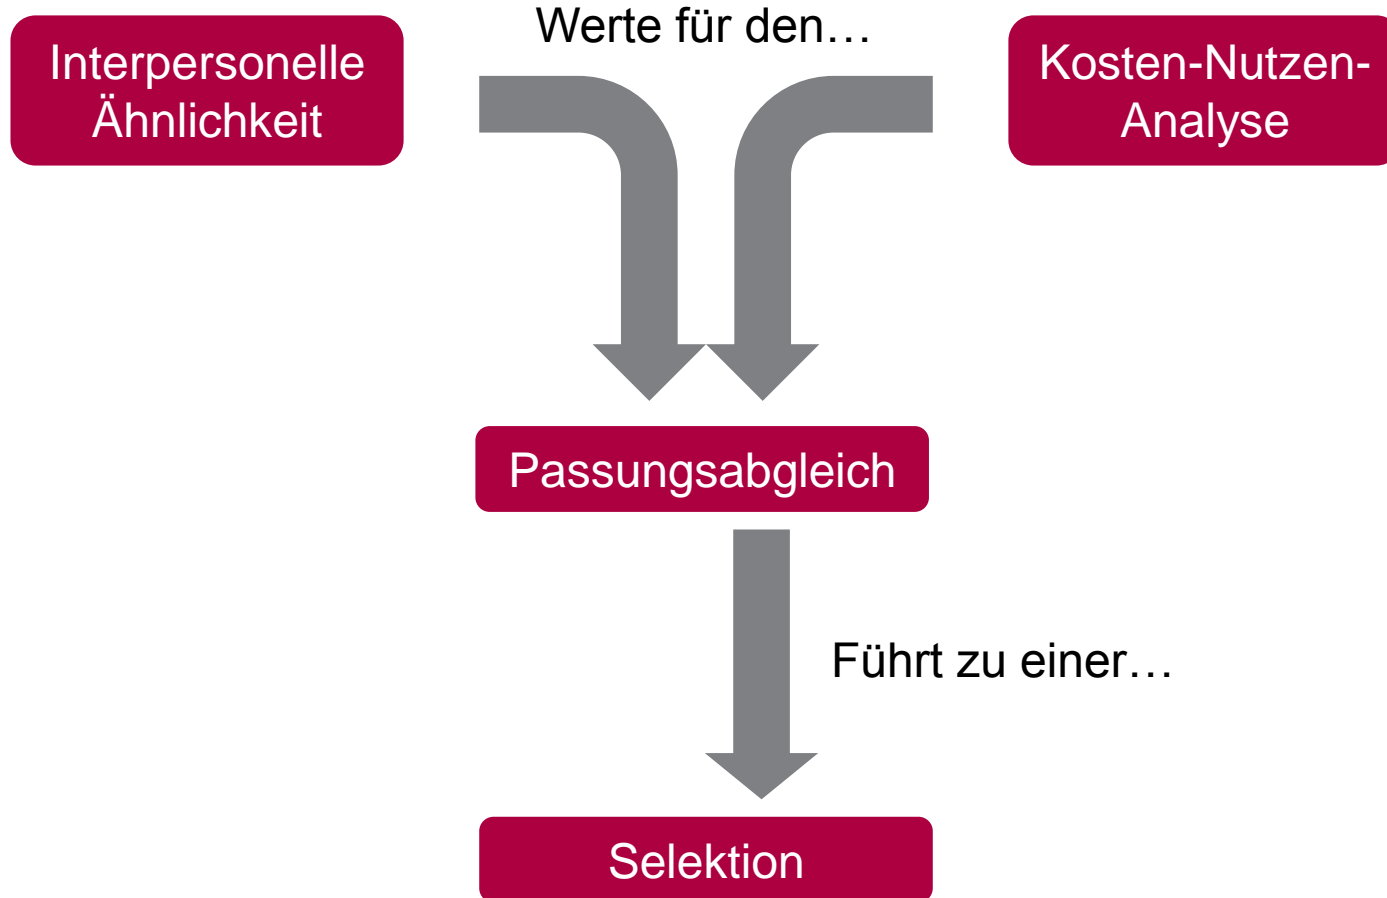 Werte für den…
Interpersonelle
Ähnlichkeit
Kosten-Nutzen-
Analyse
Passungsabgleich
Führt zu einer…
Selektion